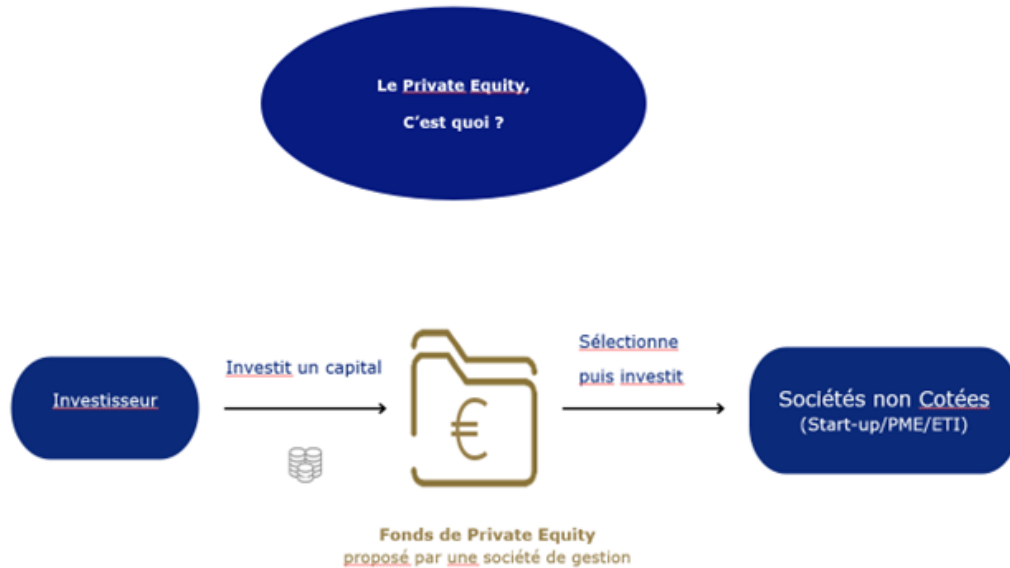 Le Private Equity,
C'est quoi ?
Investisseur
Investit un capital
€
Sélectionne
puis investit
Sociétés non Cotées
(Start-up/PME/ETI)
Fonds de Private Equity
proposé par une société de gestion